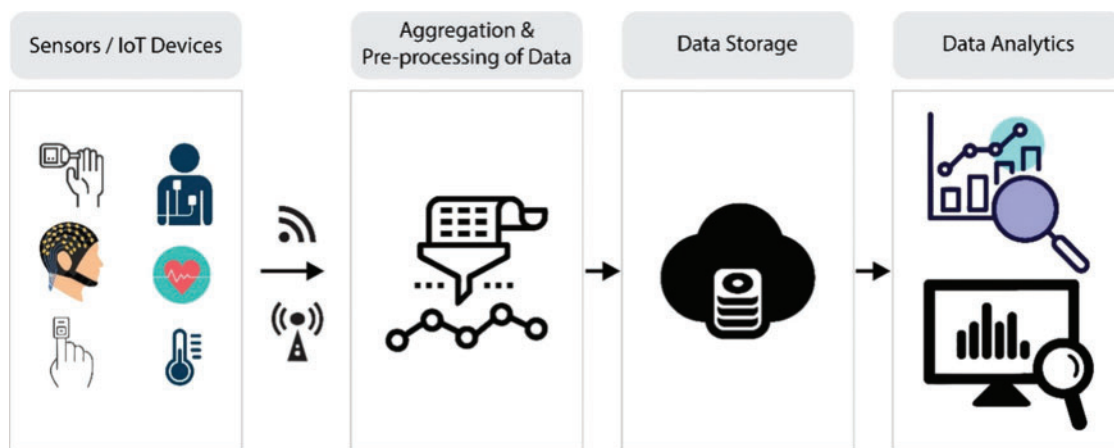 Sensors / IoT Devices
Aggregation &
Pre-processing of Data
Data Storage
Data Analytics